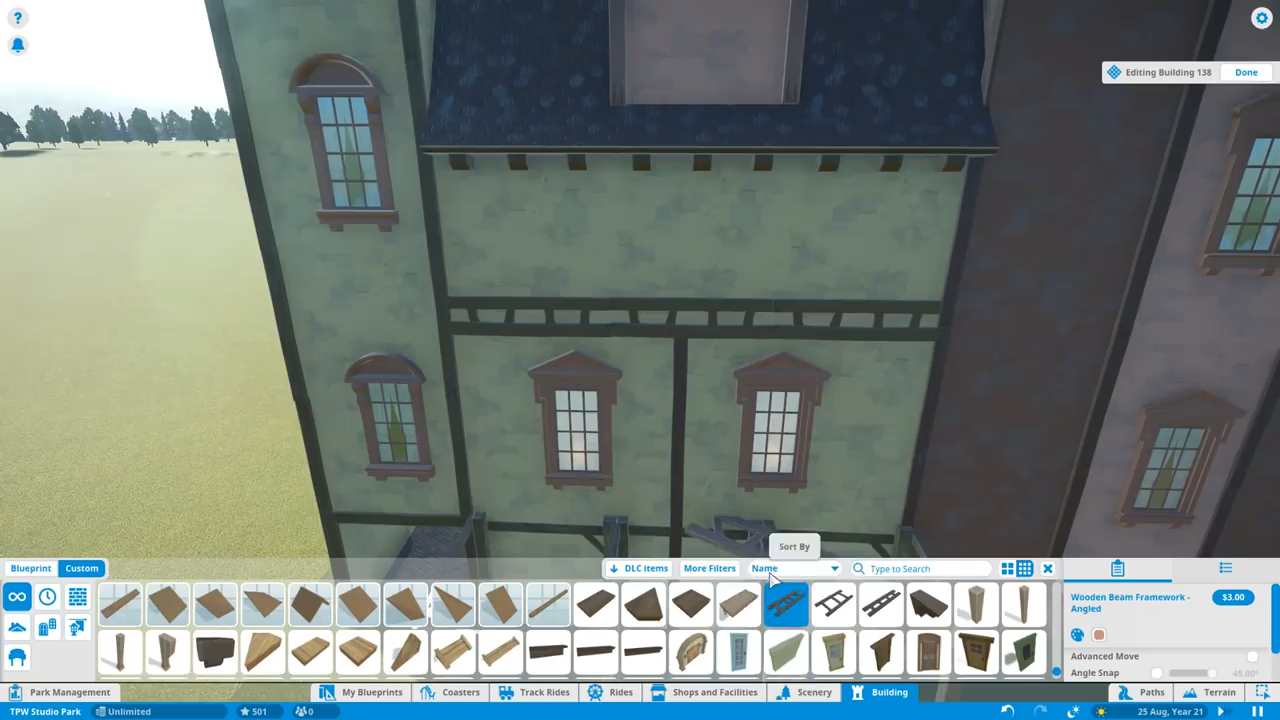 ?
Editing Building 138 Done
Sort By
Blueprint Custom DLC items More Filters Name Type to Search
Wooden Beam Framework - Angled $3.00
Advanced Move
Angle Snap 45.00°
Park Management My Blueprints Coasters Track Rides Rides Shops and Facilities Scenery Building Paths Terrain
TPW Studio Park Unlimited 501 0 25 Aug, Year 21